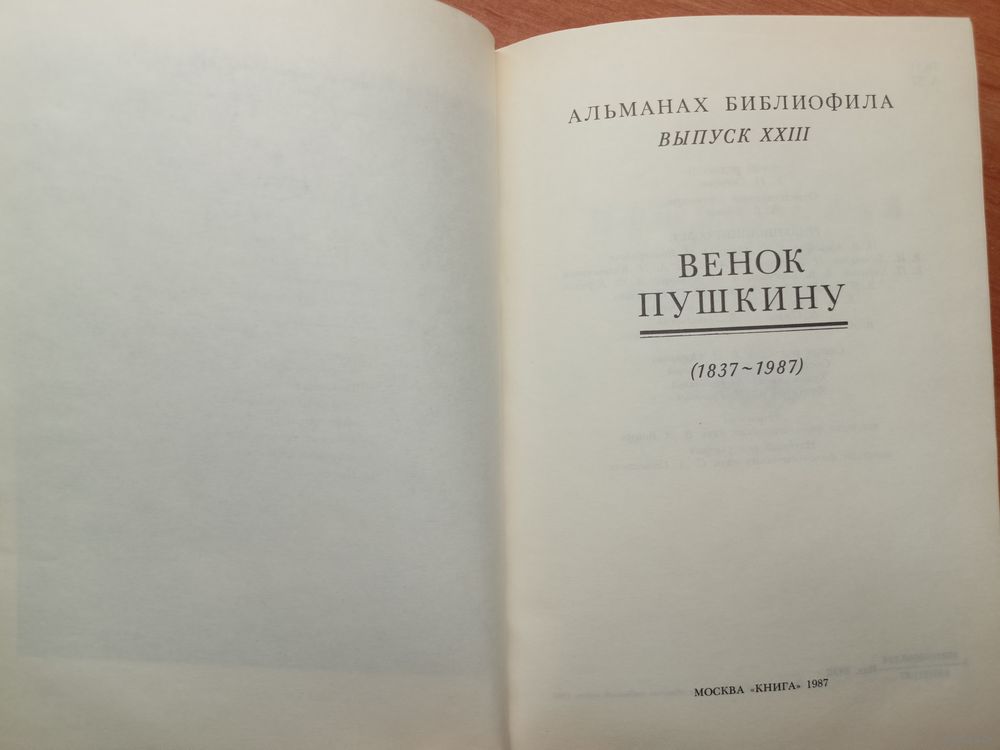 АЛЬМАНАХ БИБЛИОФИЛА
ВЫПУСК XXIII
ВЕНОК
ПУШКИНУ
(1837~1987)
МОСКВА «КНИГА» 1987